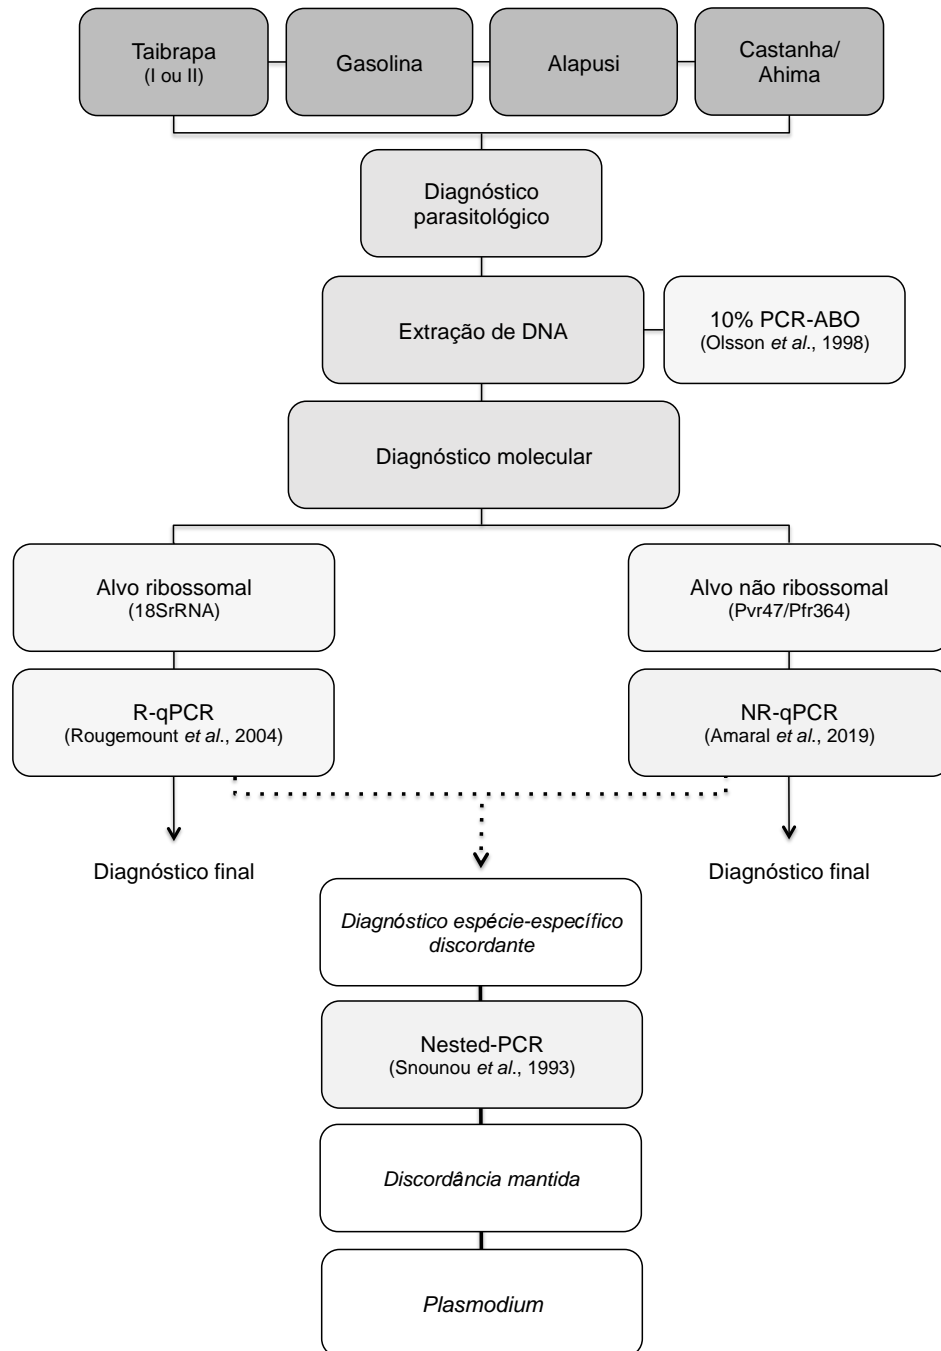 Taibrapa
(I ou II)
Gasolina
Alapusi
Castanha/
Ahima
Diagnóstico
parasitológico
Extração de DNA
10% PCR-ABO
(Olsson et al., 1998)
Diagnóstico molecular
Alvo ribossomal
(18SrRNA)
Alvo não ribossomal
(Pvr47/Pfr364)
R-qPCR
(Rougemount et al., 2004)
NR-qPCR
(Amaral et al., 2019)
Diagnóstico final
Diagnóstico final
Diagnóstico espécie-específico
discordante
Nested-PCR
(Snounou et al., 1993)
Discordância mantida
Plasmodium